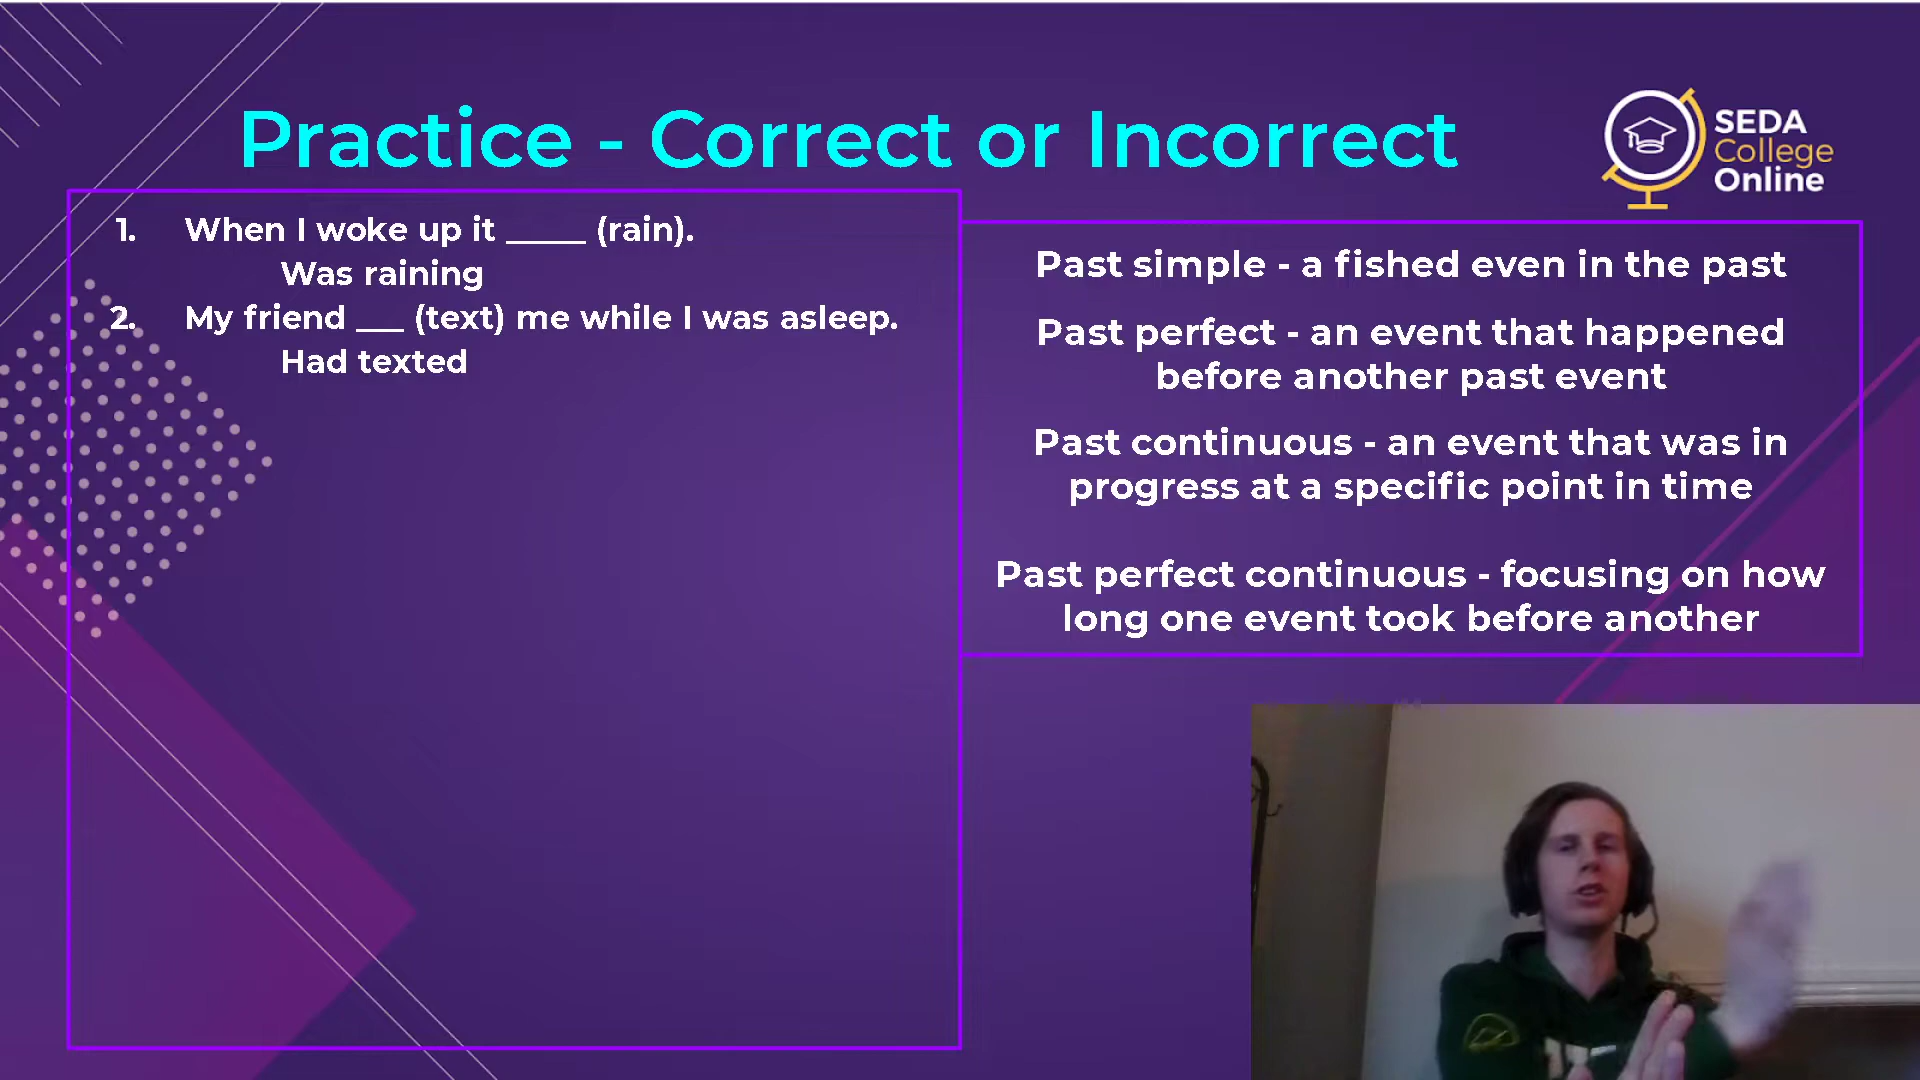 Practice - Correct or Incorrect
SEDA
College
Online
1. When I woke up it _____ (rain).
Was raining
2. My friend ___ (text) me while I was asleep.
Had texted
Past simple - a fished even in the past
Past perfect - an event that happened
before another past event
Past continuous - an event that was in
progress at a specific point in time
Past perfect continuous - focusing on how
long one event took before another